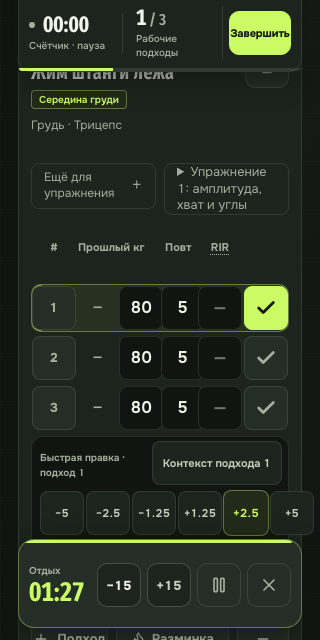 00:00
Счётчик · пауза
1 / 3
Рабочие
подходы
Завершить
Жим штанги лёжа
Середина груди
Грудь · Трицепс
Ещё для
упражнения
+
▶ Упражнение
1: амплитуда,
хват и углы
# Прошлый кг Повт RIR
1 – 80 5 –
2 – 80 5 –
3 – 80 5 –
Быстрая правка ·
подход 1
Контекст подхода 1
−5 −2.5 −1.25 +1.25 +2.5 +5
Отдых
01:27
−15 +15
+ Подход Разминка